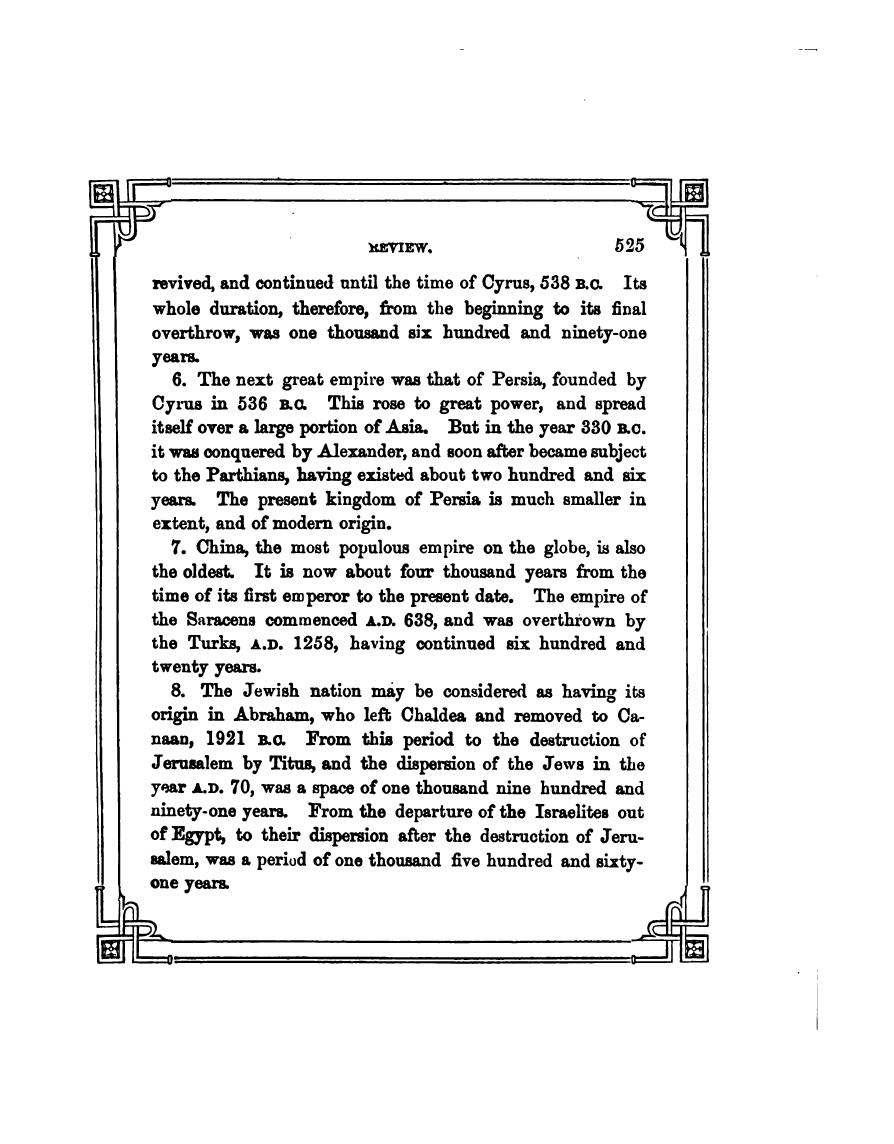 REVIEW. 525
revived, and continued until the time of Cyrus, 538 B.C. Its
whole duration, therefore, from the beginning to its final
overthrow, was one thousand six hundred and ninety-one
years.
6. The next great empire was that of Persia, founded by
Cyrus in 536 B.C. This rose to great power, and spread
itself over a large portion of Asia. But in the year 330 B.C.
it was conquered by Alexander, and soon after became subject
to the Parthians, having existed about two hundred and six
years. The present kingdom of Persia is much smaller in
extent, and of modern origin.
7. China, the most populous empire on the globe, is also
the oldest. It is now about four thousand years from the
time of its first emperor to the present date. The empire of
the Saracens commenced A.D. 638, and was overthrown by
the Turks, A.D. 1258, having continued six hundred and
twenty years.
8. The Jewish nation may be considered as having its
origin in Abraham, who left Chaldea and removed to Ca-
naan, 1921 B.C. From this period to the destruction of
Jerusalem by Titus, and the dispersion of the Jews in the
year A.D. 70, was a space of one thousand nine hundred and
ninety-one years. From the departure of the Israelites out
of Egypt, to their dispersion after the destruction of Jeru-
salem, was a period of one thousand five hundred and sixty-
one years.